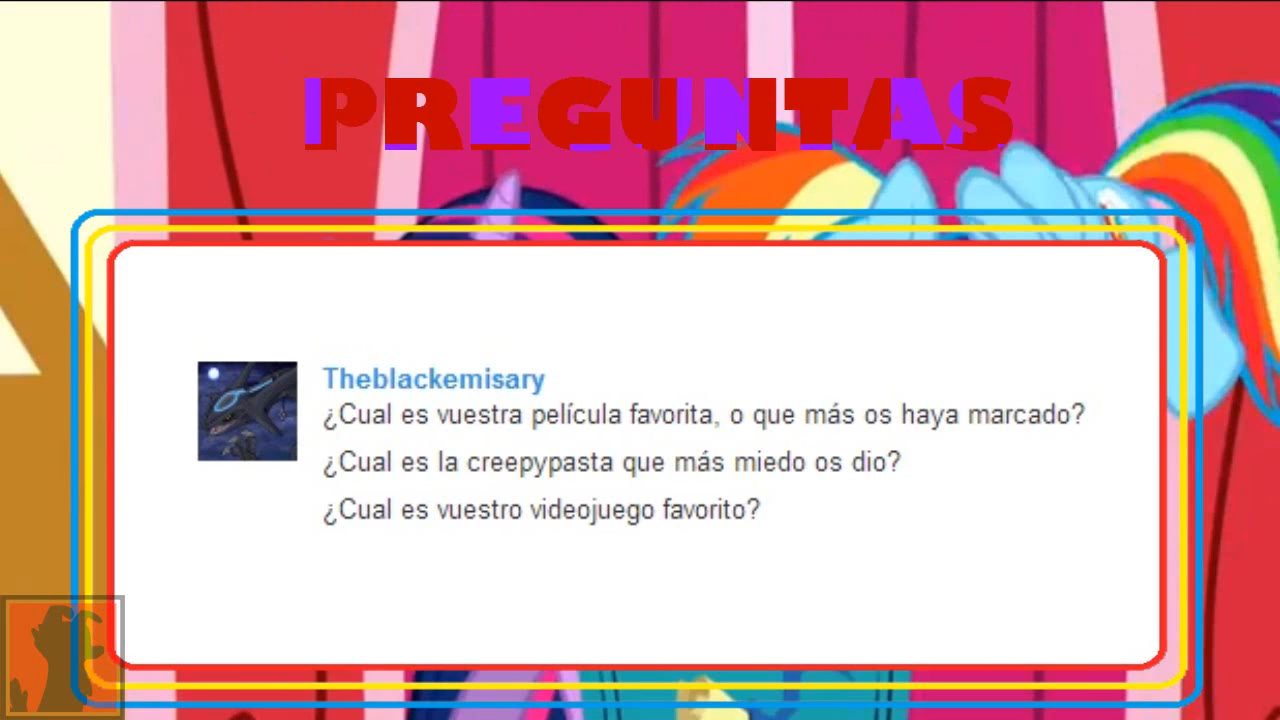 PREGUNTAS
Theblackemisary
¿Cual es vuestra película favorita, o que más os haya marcado?
¿Cual es la creepypasta que más miedo os dio?
¿Cual es vuestro videojuego favorito?